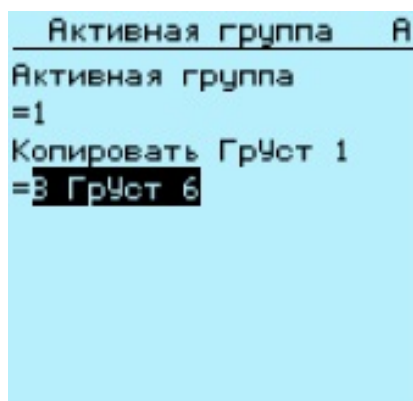 Активная группа А
Активная группа
=1
Копировать ГрУст 1
=В ГрУст 6